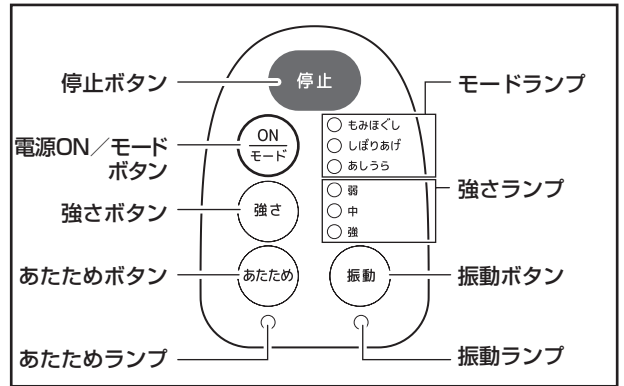 停止ボタン
停止
モードランプ
電源ON／モード
ボタン
ON
モード
もみほぐし
しぼりあげ
あしうら
強さボタン
強さ
弱
中
強
強さランプ
あたためボタン
あたため
振動
振動ボタン
あたためランプ
振動ランプ